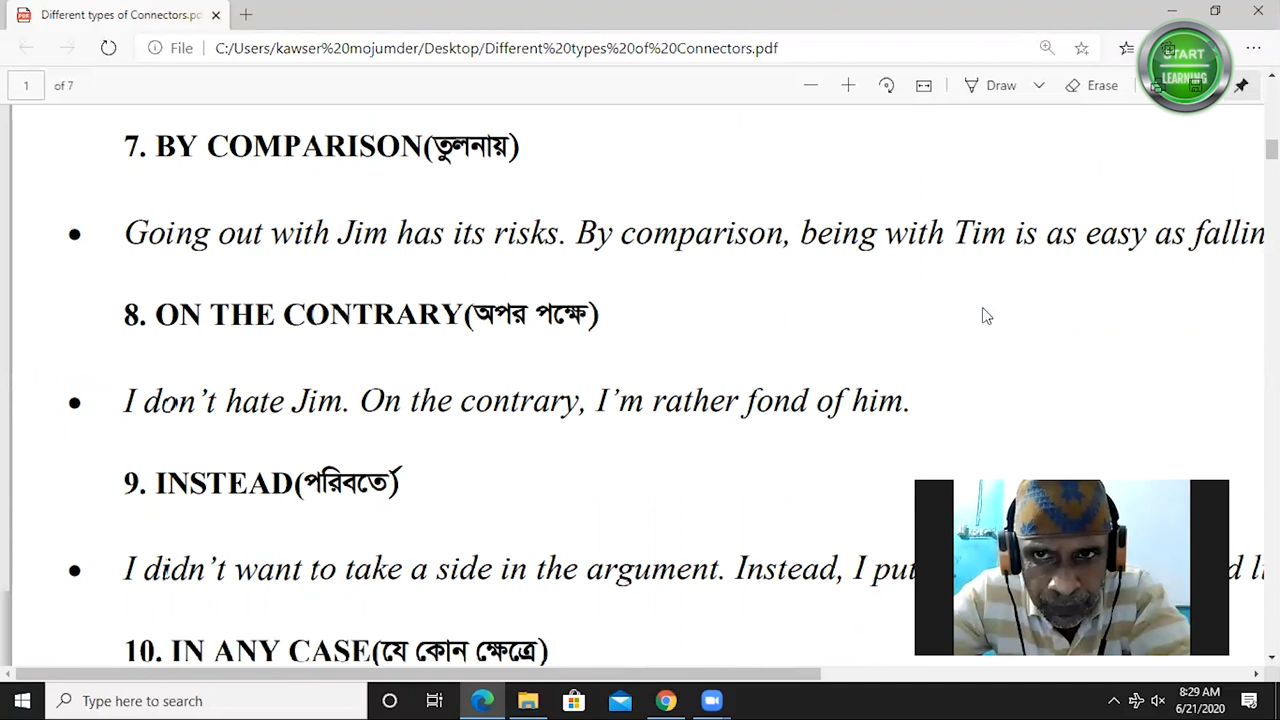 Different types of Connectors.pd
File
C:/Users/kawser%20mojumder/Desktop/Different%20types%20of%20Connectors.pdf
START
LEARNING
1 of 7
Draw
Erase
7. BY COMPARISON(তুলনায়)
• Going out with Jim has its risks. By comparison, being with Tim is as easy as fallin
8. ON THE CONTRARY(অপর পক্ষে)
• I don’t hate Jim. On the contrary, I’m rather fond of him.
9. INSTEAD(পরিবর্তে)
• I didn’t want to take a side in the argument. Instead, I put
10. IN ANY CASE(যে কোন ক্ষেত্রে)
Type here to search
8:29 AM
6/21/2020